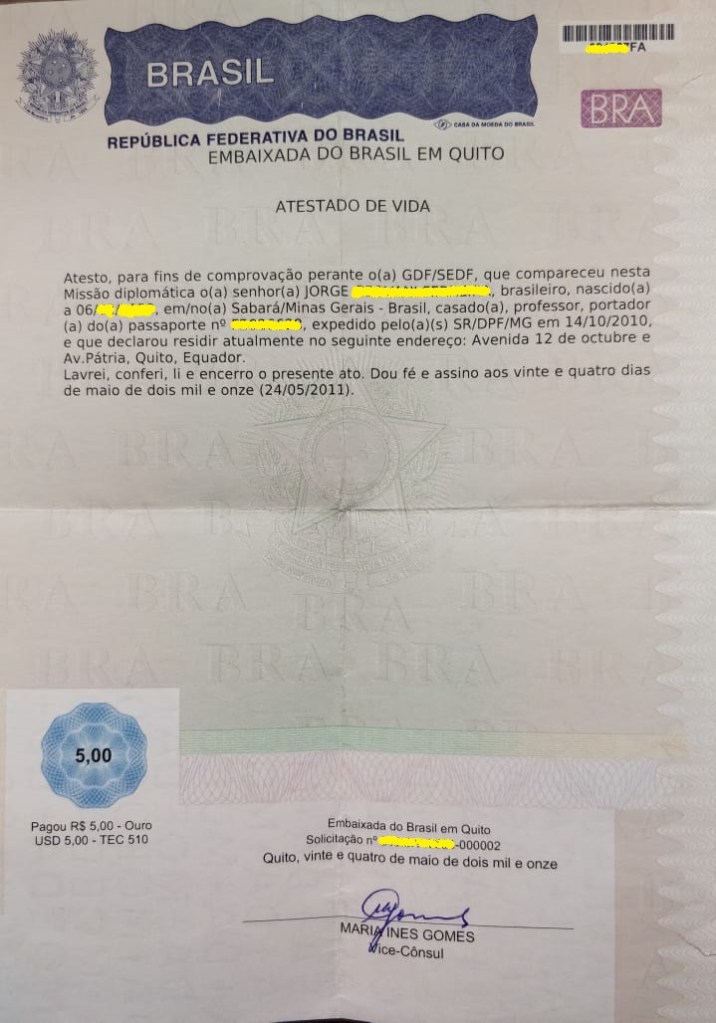 BRASIL
FA
BRA
CASA DA MOEDA DO BRASIL
REPÚBLICA FEDERATIVA DO BRASIL
EMBAIXADA DO BRASIL EM QUITO
ATESTADO DE VIDA
Atesto, para fins de comprovação perante o(a) GDF/SEDF, que compareceu nesta
Missão diplomática o(a) senhor(a) JORGE , brasileiro, nascido(a)
a 06/ / , em/no(a) Sabará/Minas Gerais - Brasil, casado(a), professor, portador
(a) do(a) passaporte nº , expedido pelo(a)(s) SR/DPF/MG em 14/10/2010,
e que declarou residir atualmente no seguinte endereço: Avenida 12 de octubre e
Av.Pátria, Quito, Equador.
Lavrei, conferi, li e encerro o presente ato. Dou fé e assino aos vinte e quatro dias
de maio de dois mil e onze (24/05/2011).
5,00
Pagou R$ 5,00 - Ouro
USD 5,00 - TEC 510
Embaixada do Brasil em Quito
Solicitação nº -000002
Quito, vinte e quatro de maio de dois mil e onze
MARIA INES GOMES
Vice-Cônsul